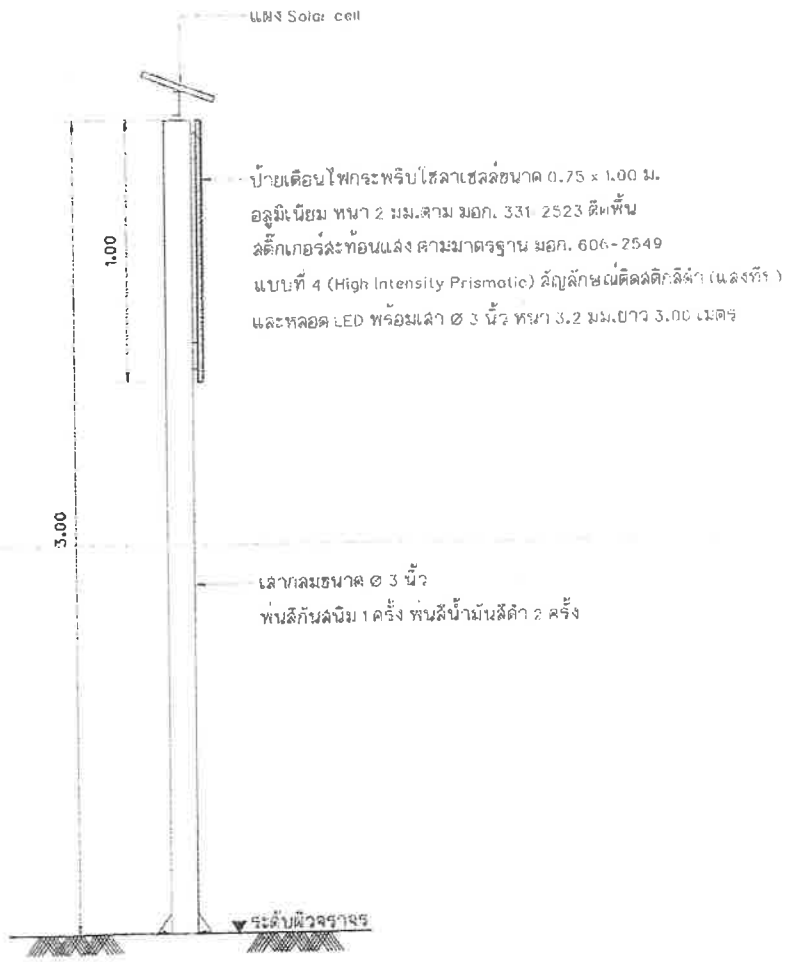 แผง Solar cell
ป้ายเตือนไฟกระพริบโซลาเซลล์ขนาด 0.75 x 1.00 ม.
อลูมิเนียม หนา 2 มม.ตาม มอก. 331-2523 ติดพื้น
1.00
สติ๊กเกอร์สะท้อนแสง ตามมาตรฐาน มอก. 606-2549
แบบที่ 4 (High Intensity Prismatic) สัญลักษณ์ติดสติกสีดำ (แสงทึบ)
และหลอด LED พร้อมเสา Ø 3 นิ้ว หนา 3.2 มม.ยาว 3.00 เมตร
3.00
เสากลมขนาด Ø 3 นิ้ว
พ่นสีกันสนิม 1 ครั้ง พ่นสีน้ำมันสีดำ 2 ครั้ง
ระดับผิวจราจร